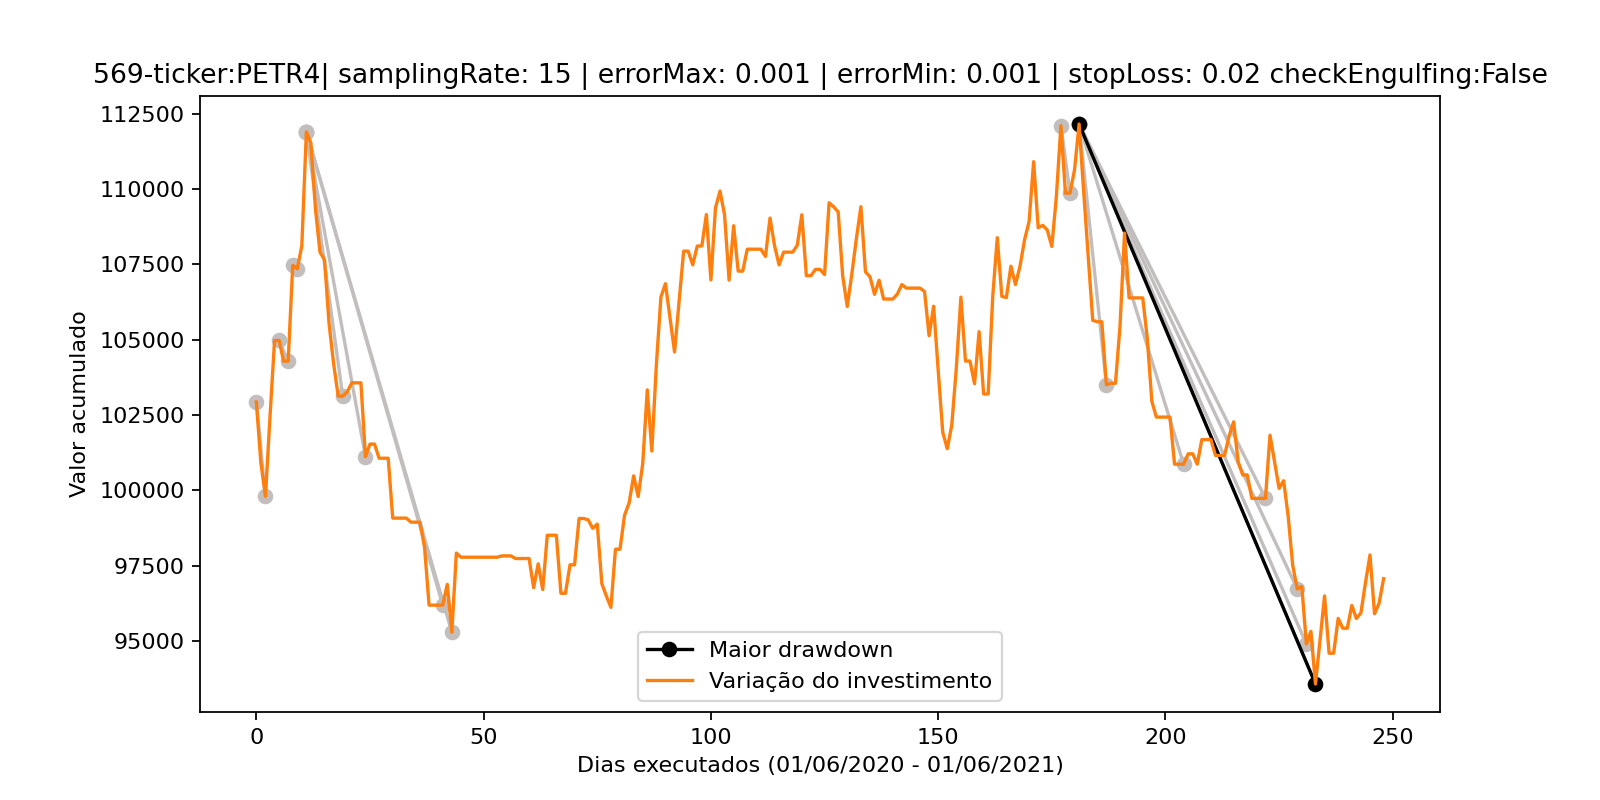 569-ticker:PETR4| samplingRate: 15 | errorMax: 0.001 | errorMin: 0.001 | stopLoss: 0.02 checkEngulfing:False
112500
110000
107500
105000
102500
100000
97500
95000
Valor acumulado
Maior drawdown
Variação do investimento
0 50 100 150 200 250
Dias executados (01/06/2020 - 01/06/2021)